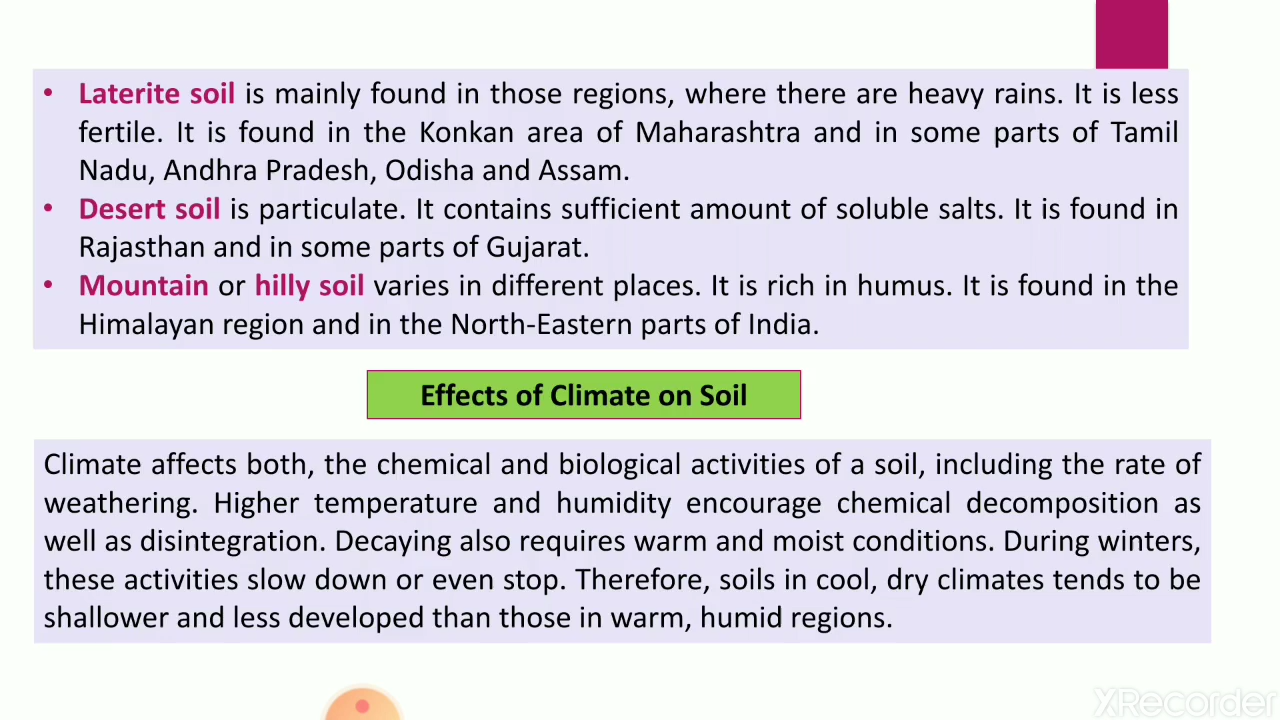 • Laterite soil is mainly found in those regions, where there are heavy rains. It is less
fertile. It is found in the Konkan area of Maharashtra and in some parts of Tamil
Nadu, Andhra Pradesh, Odisha and Assam.
• Desert soil is particulate. It contains sufficient amount of soluble salts. It is found in
Rajasthan and in some parts of Gujarat.
• Mountain or hilly soil varies in different places. It is rich in humus. It is found in the
Himalayan region and in the North-Eastern parts of India.
Effects of Climate on Soil
Climate affects both, the chemical and biological activities of a soil, including the rate of
weathering. Higher temperature and humidity encourage chemical decomposition as
well as disintegration. Decaying also requires warm and moist conditions. During winters,
these activities slow down or even stop. Therefore, soils in cool, dry climates tends to be
shallower and less developed than those in warm, humid regions.
XRecorder